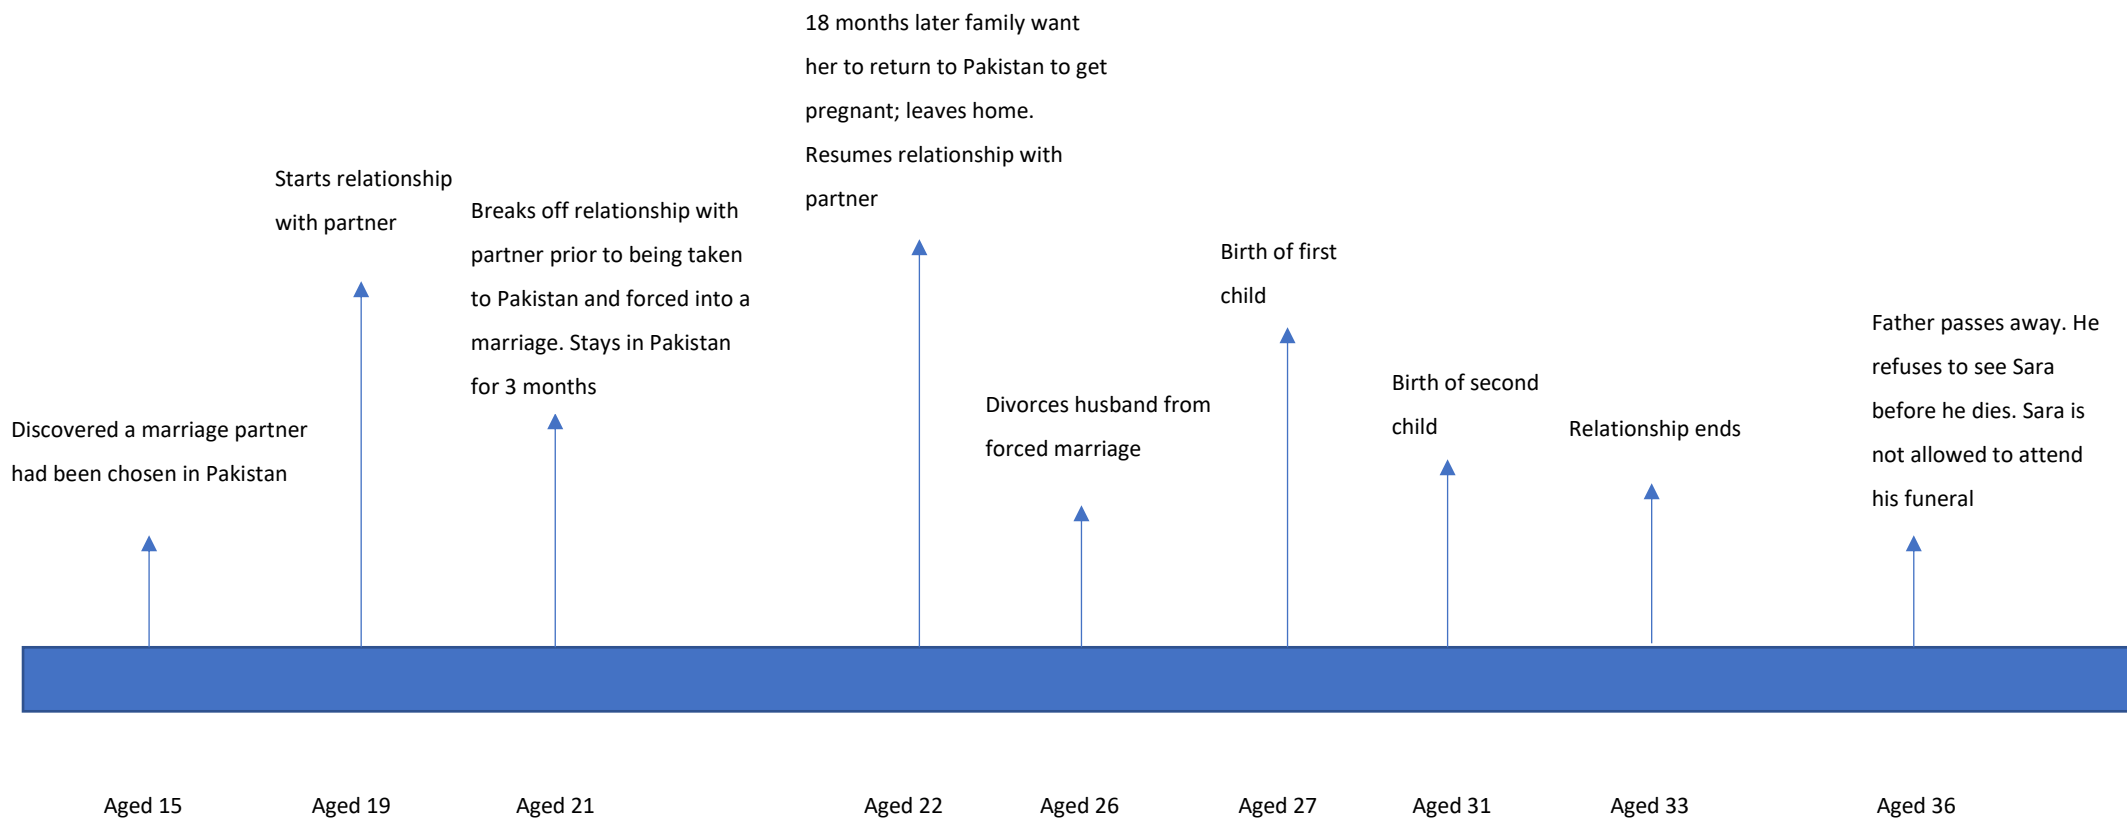 Discovered a marriage partner
had been chosen in Pakistan
Starts relationship
with partner
Breaks off relationship with
partner prior to being taken
to Pakistan and forced into a
marriage. Stays in Pakistan
for 3 months
18 months later family want
her to return to Pakistan to get
pregnant; leaves home.
Resumes relationship with
partner
Divorces husband from
forced marriage
Birth of first
child
Birth of second
child
Relationship ends
Father passes away. He
refuses to see Sara
before he dies. Sara is
not allowed to attend
his funeral
Aged 15
Aged 19
Aged 21
Aged 22
Aged 26
Aged 27
Aged 31
Aged 33
Aged 36